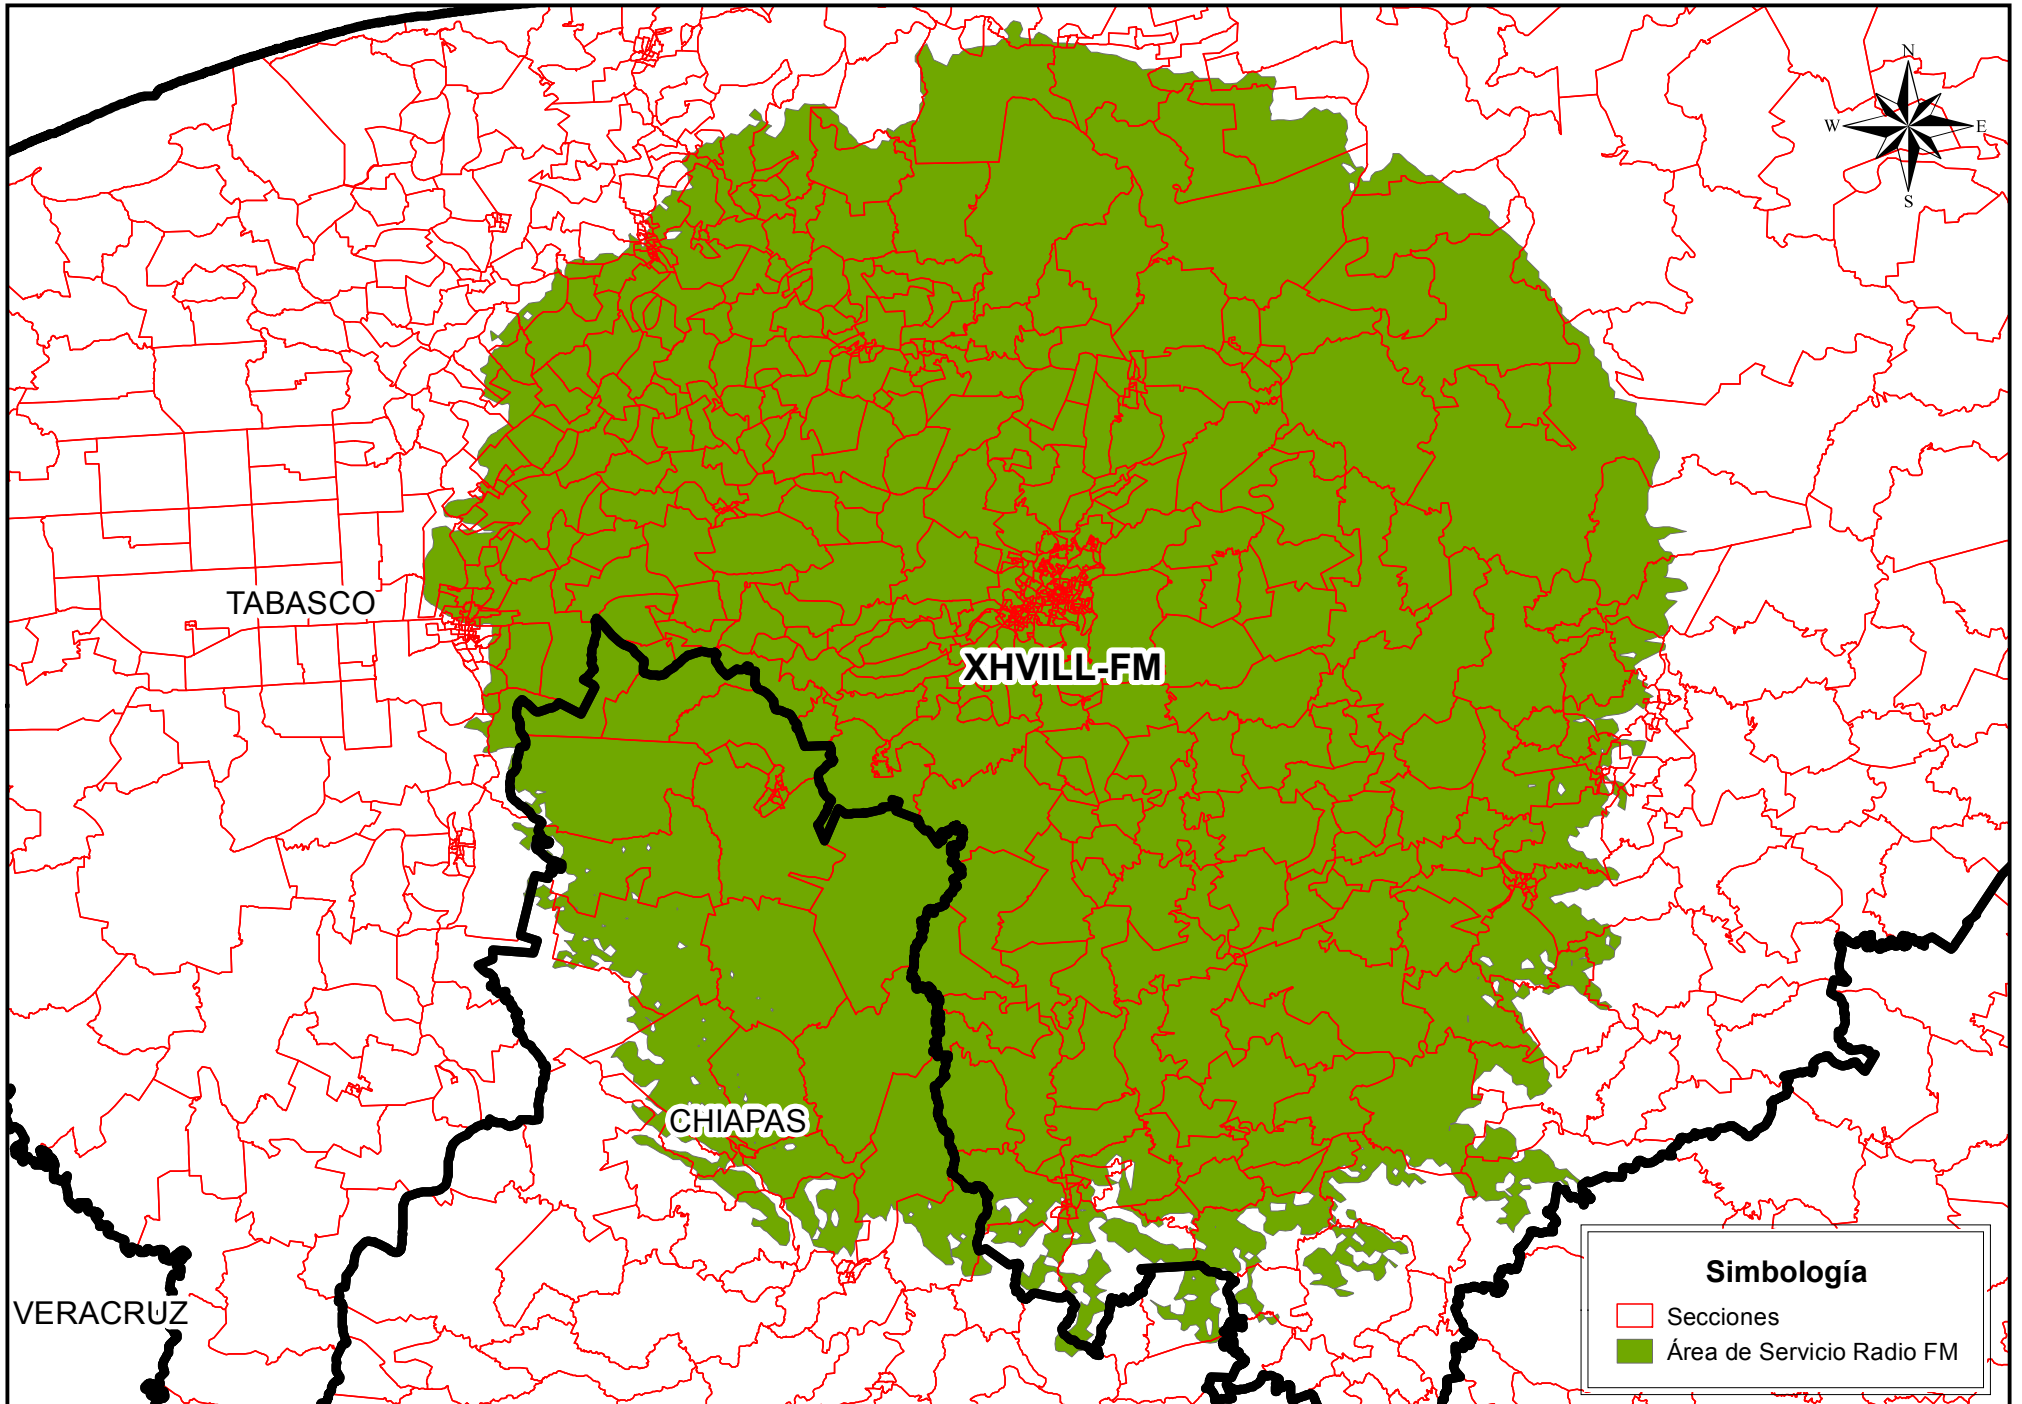 N
W E
S
TABASCO
XHVILL-FM
CHIAPAS
VERACRUZ
Simbología
Secciones
Área de Servicio Radio FM